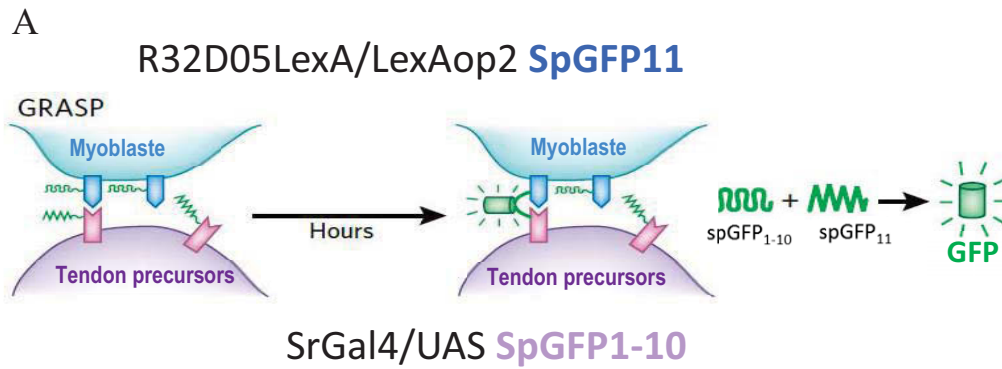 A
R32D05LexA/LexAop2 SpGFP11
GRASP
Myoblaste
Tendon precursors
Hours
Myoblaste
Tendon precursors
+
spGFP1-10
spGFP11
GFP
SrGal4/UAS SpGFP1-10